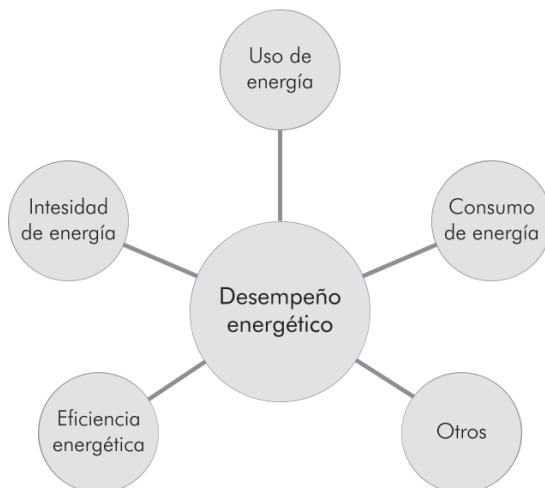 Uso de
energía
Intesidad
de energía
Consumo
de energía
Desempeño
energético
Eficiencia
energética
Otros